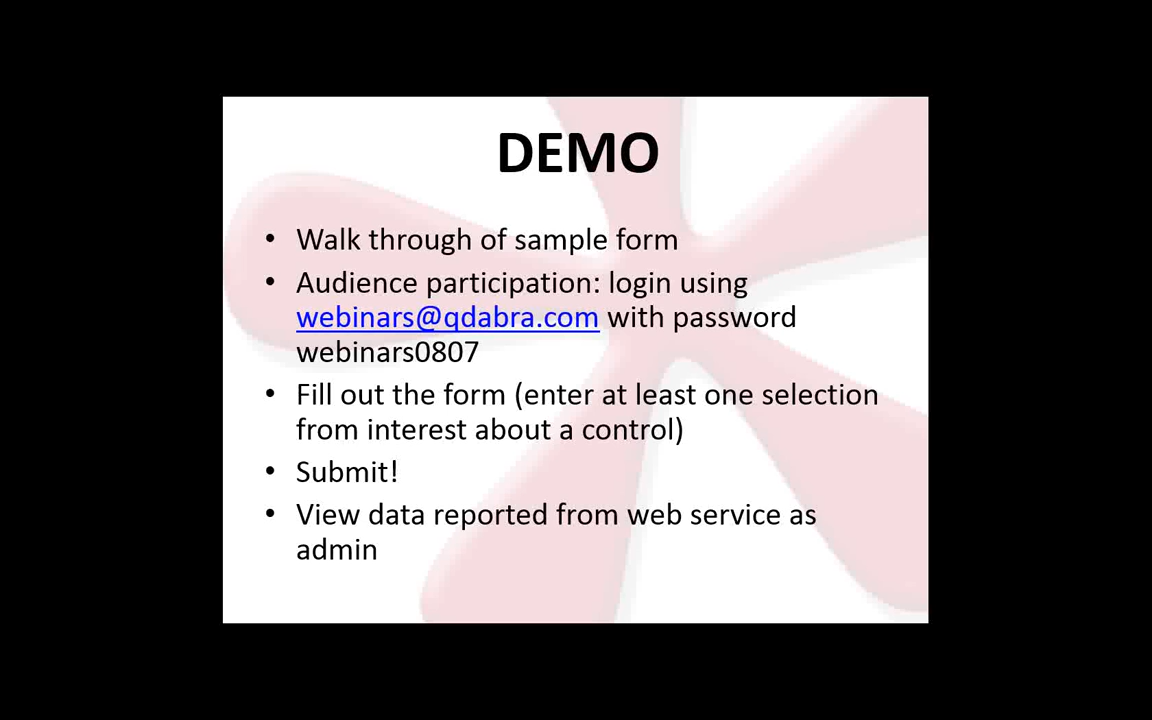 DEMO
• Walk through of sample form
• Audience participation: login using
webinars@qdabra.com with password
webinars0807
• Fill out the form (enter at least one selection
from interest about a control)
• Submit!
• View data reported from web service as
admin